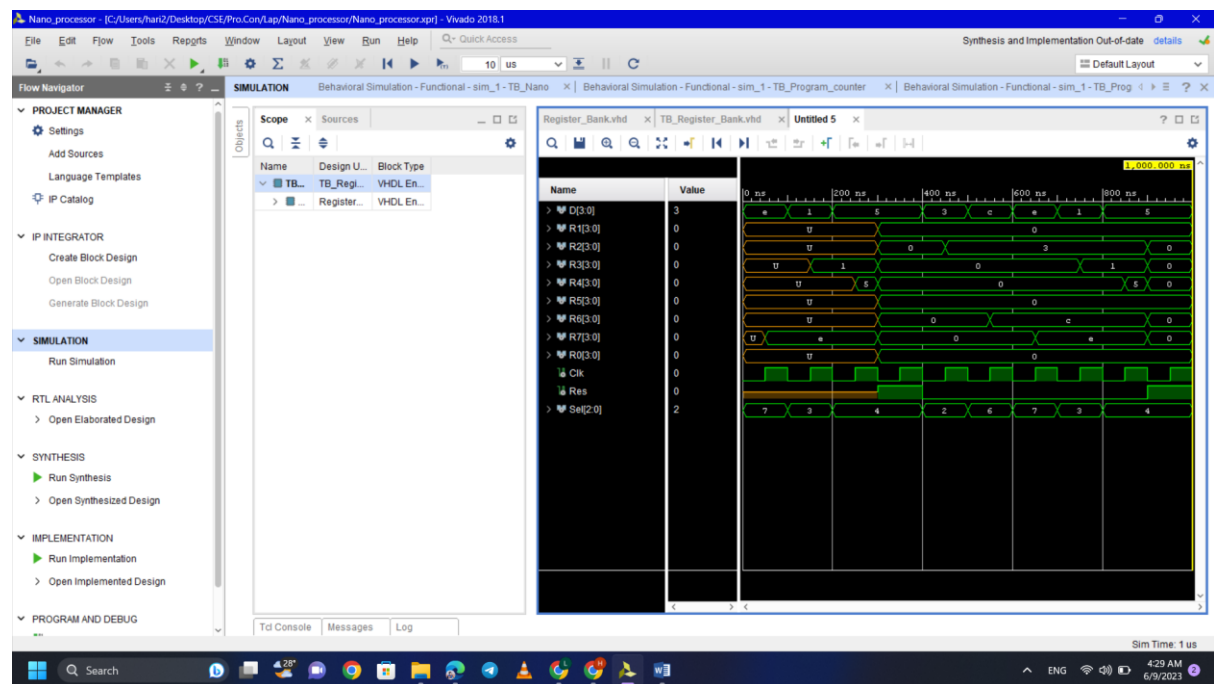 Nano_processor - [C:/Users/hari2/Desktop/CSE/Pro.Con/Lap/Nano_processor/Nano_processor.xpr] - Vivado 2018.1
File Edit Flow Tools Reports Window Layout View Run Help Quick Access
Synthesis and Implementation Out-of-date details
10 us
Default Layout
Flow Navigator
SIMULATION Behavioral Simulation - Functional - sim_1 - TB_Nano Behavioral Simulation - Functional - sim_1 - TB_Program_counter Behavioral Simulation - Functional - sim_1 - TB_Prog
PROJECT MANAGER
Settings
Add Sources
Language Templates
IP Catalog
IP INTEGRATOR
Create Block Design
Open Block Design
Generate Block Design
SIMULATION
Run Simulation
RTL ANALYSIS
Open Elaborated Design
SYNTHESIS
Run Synthesis
Open Synthesized Design
IMPLEMENTATION
Run Implementation
Open Implemented Design
PROGRAM AND DEBUG
Objects
Scope Sources
Name Design U... Block Type
TB... TB_Regi... VHDL En...
... Register... VHDL En...
Register_Bank.vhd TB_Register_Bank.vhd Untitled 5
1,000.000 ns
Name Value 0 ns 200 ns 400 ns 600 ns 800 ns
D[3:0] 3 e 1 5 3 c e 1 5
R1[3:0] 0 U 0
R2[3:0] 0 U 0 3 0
R3[3:0] 0 U 1 0 1 0
R4[3:0] 0 U 5 0 5 0
R5[3:0] 0 U 0
R6[3:0] 0 U 0 c 0
R7[3:0] 0 U e 0 e 0
R0[3:0] 0 U 0
Clk 0
Res 0
Sel[2:0] 2 7 3 4 2 6 7 3 4
Tcl Console Messages Log
Sim Time: 1 us
Search
28°
ENG
4:29 AM
6/9/2023
2